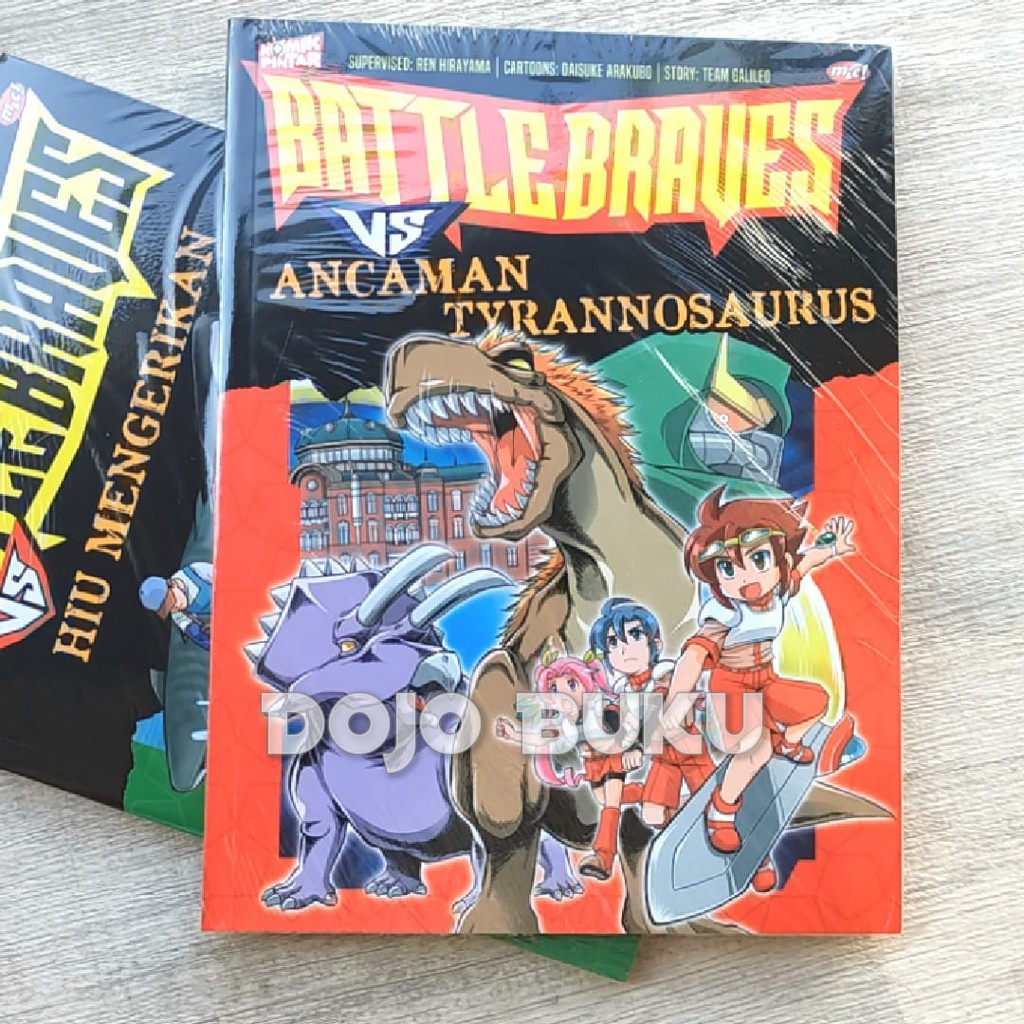 KOMIK
PINTAR
SUPERVISED: REN HIRAYAMA | CARTOONS: DAISUKE ARAKUBO | STORY: TEAM GALILEO
m&c!
BATTLE BRAVES
VS
ANCAMAN
TYRANNOSAURUS
DOJO BUKU
m&c!
VS
HIU MENGERIKAN